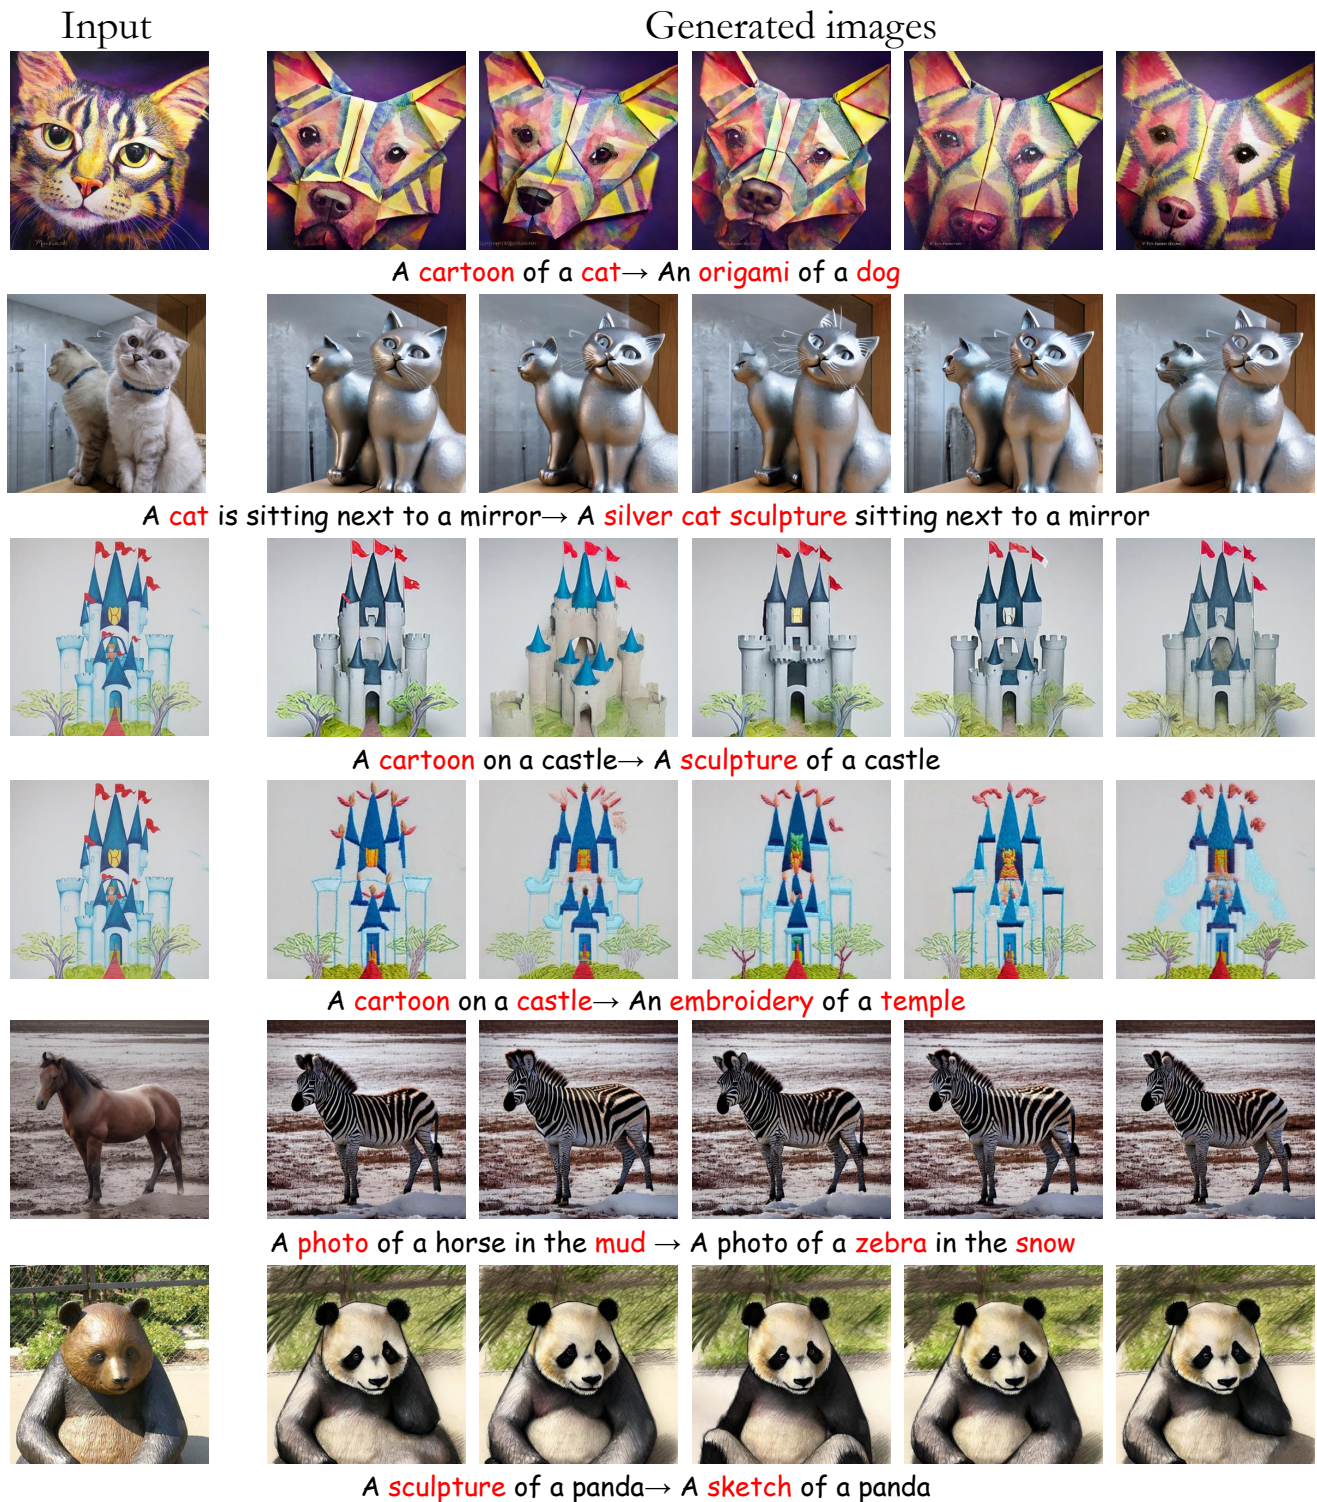 Input
Generated images
A cartoon of a cat→ An origami of a dog
A cat is sitting next to a mirror→ A silver cat sculpture sitting next to a mirror
A cartoon on a castle→ A sculpture of a castle
A cartoon on a castle→ An embroidery of a temple
A photo of a horse in the mud → A photo of a zebra in the snow
A sculpture of a panda→ A sketch of a panda